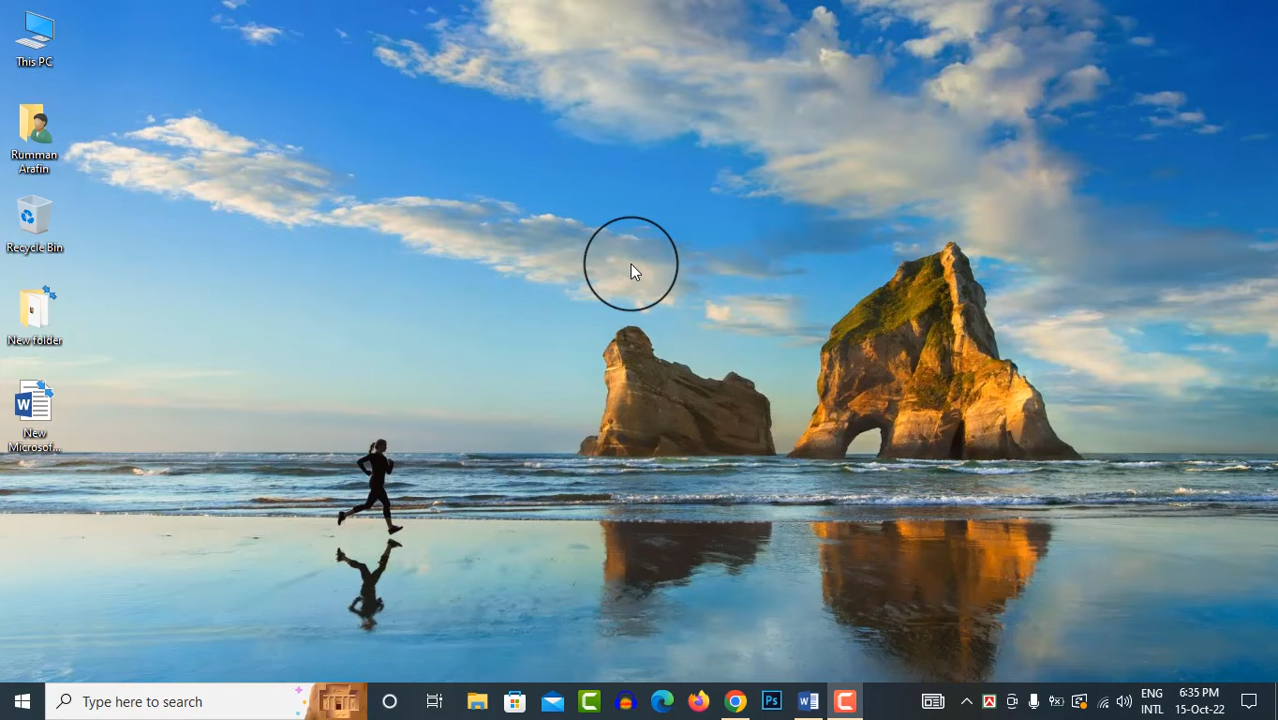 This PC
Rumman
Arafin
Recycle Bin
New folder
W
New
Microsof...
Type here to search
C
Ps
W
C
A
ENG
INTL
6:35 PM
15-Oct-22